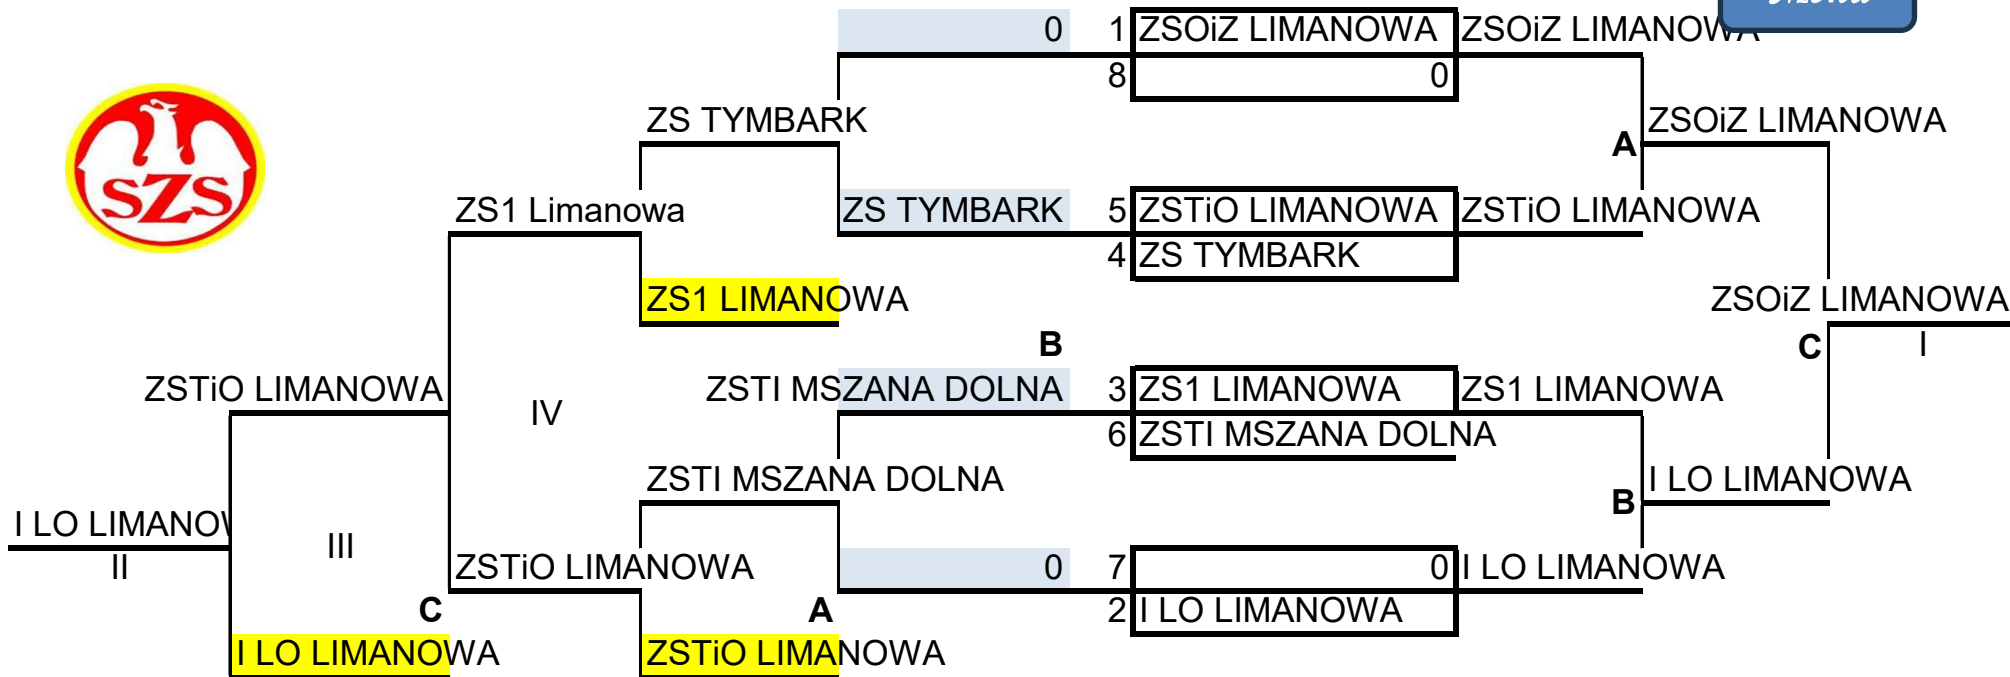 0 1 ZSOiZ LIMANOWA ZSOiZ LIMANOWA
8 0
ZS TYMBARK ZSOiZ LIMANOWA
A
SZS
ZS1 Limanowa ZS TYMBARK 5 ZSTiO LIMANOWA ZSTiO LIMANOWA
4 ZS TYMBARK
ZS1 LIMANOWA ZSOiZ LIMANOWA
B C I
ZSTiO LIMANOWA ZSTI MSZANA DOLNA 3 ZS1 LIMANOWA ZS1 LIMANOWA
IV
6 ZSTI MSZANA DOLNA
ZSTI MSZANA DOLNA I LO LIMANOWA
B
I LO LIMANOW
III
II ZSTiO LIMANOWA 0 7 0 I LO LIMANOWA
C A 2 I LO LIMANOWA
I LO LIMANOWA ZSTiO LIMANOWA